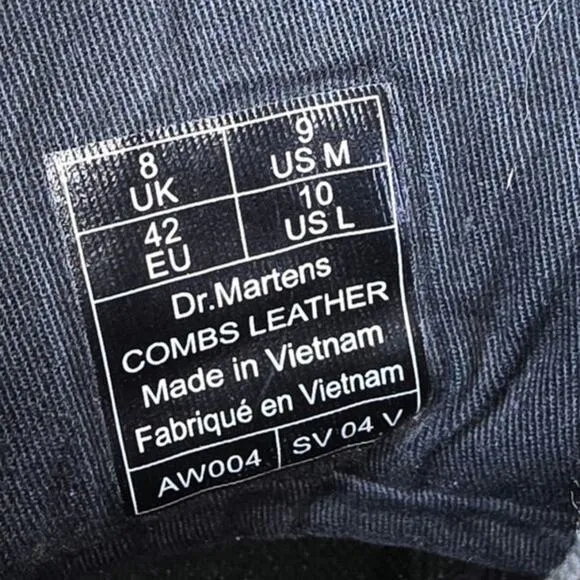 8
UK
9
US M
42
EU
10
US L
Dr.Martens
COMBS LEATHER
Made in Vietnam
Fabriqué en Vietnam
AW004
SV 04 V